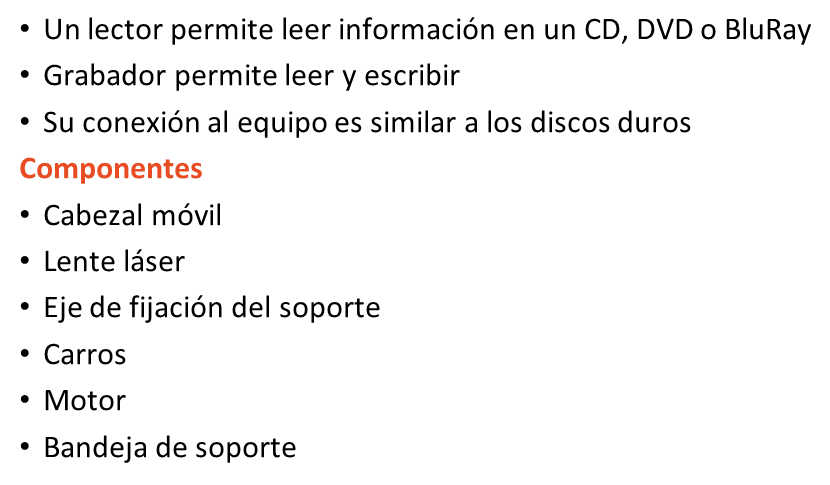 • Un lector permite leer información en un CD, DVD o BluRay
• Grabador permite leer y escribir
• Su conexión al equipo es similar a los discos duros
Componentes
• Cabezal móvil
• Lente láser
• Eje de fijación del soporte
• Carros
• Motor
• Bandeja de soporte